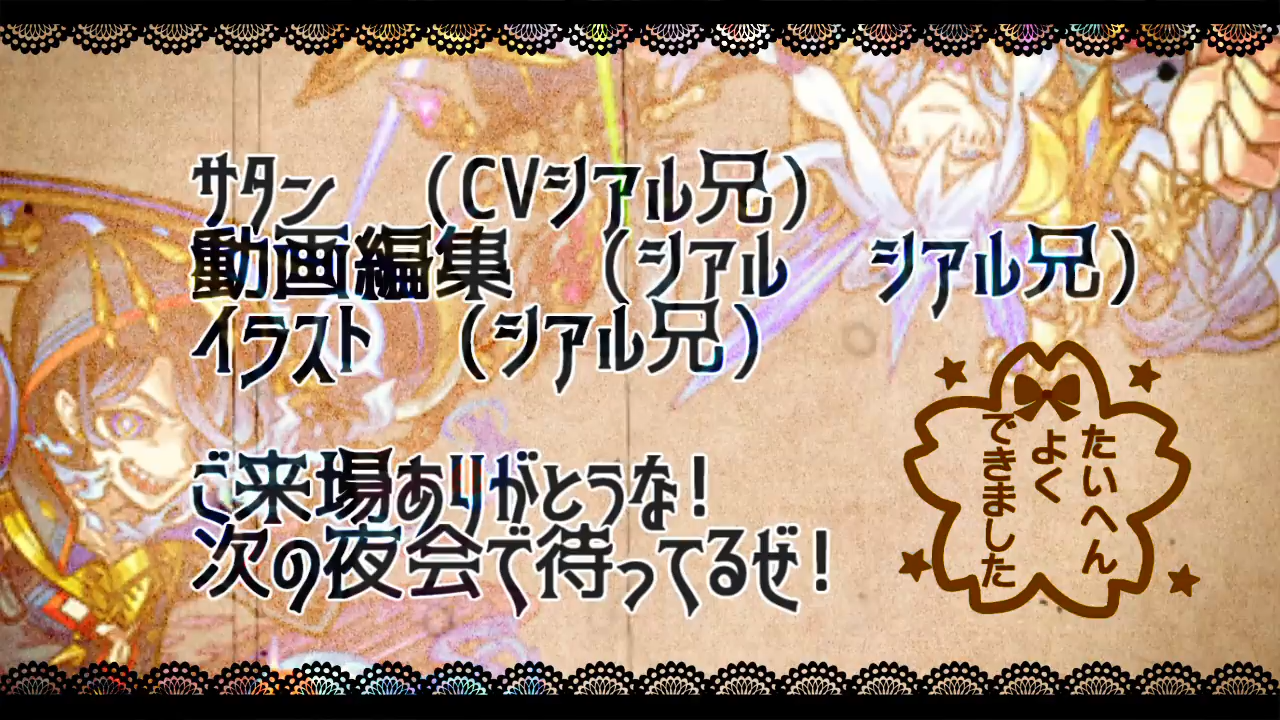 サタン　（CVシアル兄）
動画編集　（シアル　シアル兄）
イラスト　（シアル兄）
ご来場ありがとうな！
次の夜会で待ってるぜ！
たいへん
よく
できました